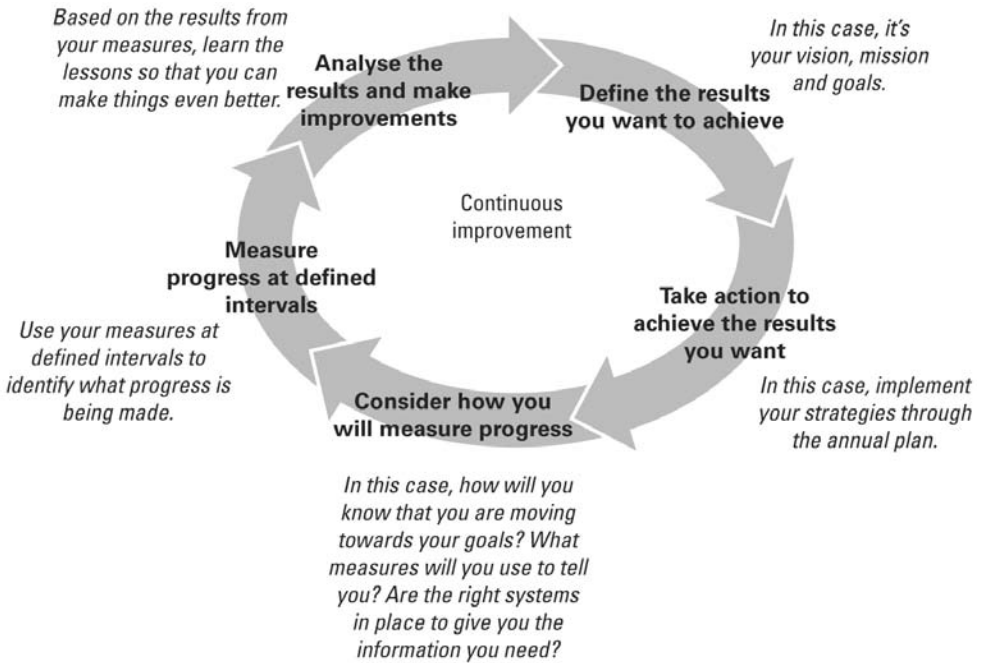 Based on the results from
your measures, learn the
lessons so that you can
make things even better.
Analyse the
results and make
improvements
Define the results
you want to achieve
In this case, it's
your vision, mission
and goals.
Continuous
improvement
Take action to
achieve the results
you want
In this case, implement
your strategies through
the annual plan.
Consider how you
will measure progress
In this case, how will you
know that you are moving
towards your goals? What
measures will you use to tell
you? Are the right systems
in place to give you the
information you need?
Measure
progress at defined
intervals
Use your measures at
defined intervals to
identify what progress is
being made.